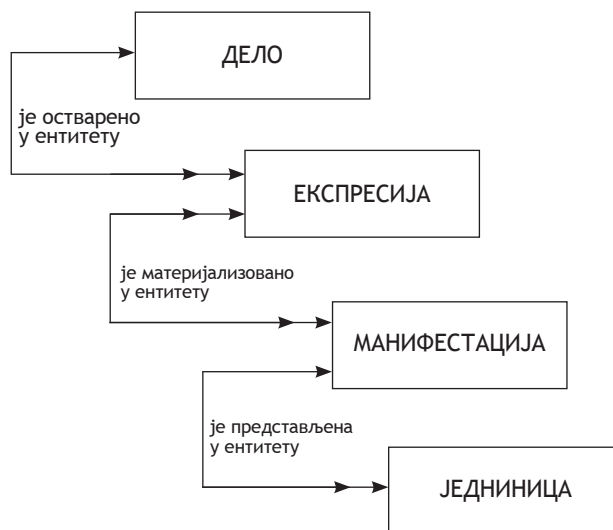 ДЕЛО
је остварено
у ентитету
ЕКСПРЕСИЈА
је материјализовано
у ентитету
МАНИФЕСТАЦИЈА
је представљена
у ентитету
ЈЕДНИНИЦА